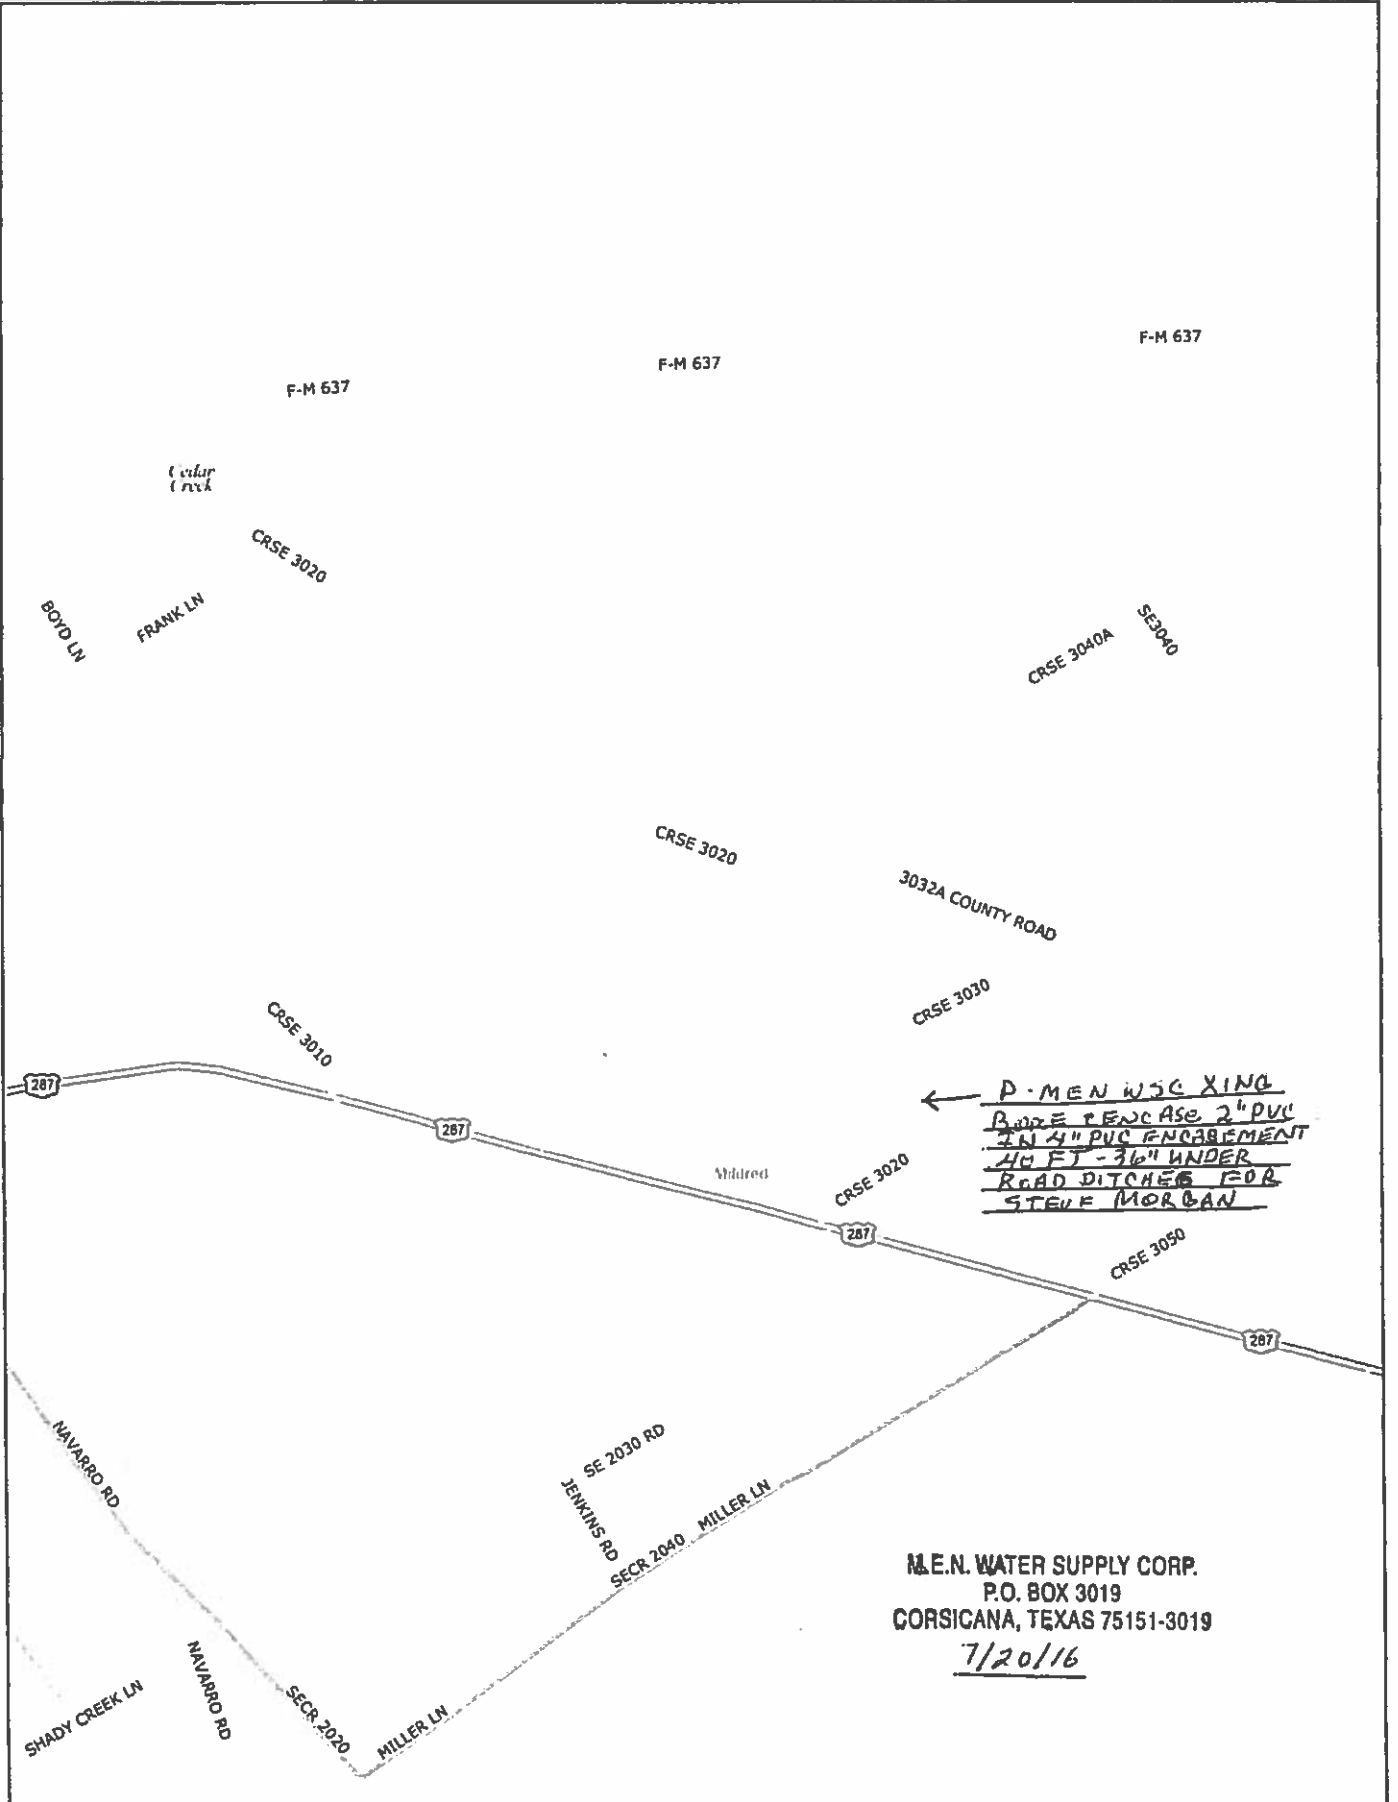 F-M 637
F-M 637
F-M 637
Cedar
Creek
CRSE 3020
BOYD LN
FRANK LN
SE3040
CRSE 3040A
CRSE 3020
3032A COUNTY ROAD
CRSE 3030
CRSE 3010
287
P-MEN WSC XING
BORE & ENCASE 2" PVC
IN 4" PVC ENCASEMENT
40 FT - 36" UNDER
ROAD DITCHES FOR
STEVE MORGAN
287
Mildred
CRSE 3020
287
CRSE 3050
287
NAVARRO RD
SE 2030 RD
JENKINS RD
MILLER LN
SECR 2040
M.E.N. WATER SUPPLY CORP.
P.O. BOX 3019
CORSICANA, TEXAS 75151-3019
7/20/16
NAVARRO RD
SHADY CREEK LN
SECR 2020
MILLER LN